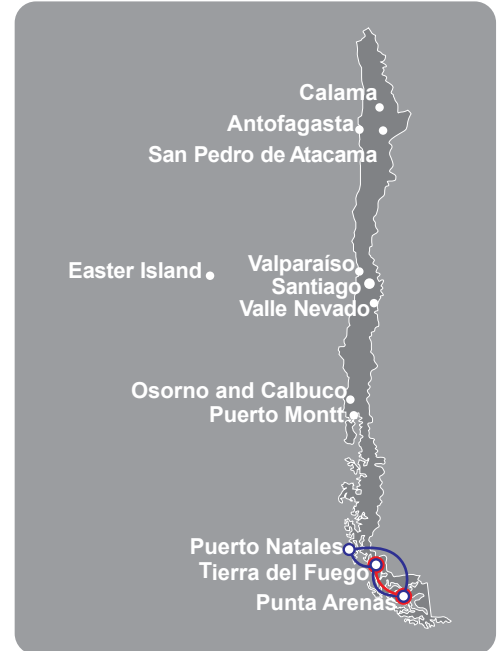 Calama
Antofagasta
San Pedro de Atacama
Easter Island
Valparaíso
Santiago
Valle Nevado
Osorno and Calbuco
Puerto Montt
Puerto Natales
Tierra del Fuego
Punta Arenas